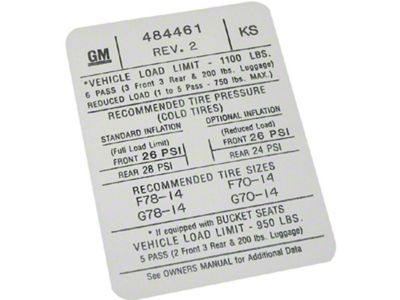 GM 484461 REV. 2 KS
*VEHICLE LOAD LIMIT - 1100 LBS.
6 PASS (3 Front 3 Rear & 200 lbs. Luggage)
REDUCED LOAD (1 to 5 Pass - 750 lbs. MAX.)
RECOMMENDED TIRE PRESSURE
(COLD TIRES)
STANDARD INFLATION
(Full Load Limit)
FRONT 26 PSI
REAR 28 PSI
OPTIONAL INFLATION
(Reduced Load)
FRONT 26 PSI
REAR 24 PSI
RECOMMENDED TIRE SIZES
F78-14 F70-14
G78-14 G70-14
* If equipped with BUCKET SEATS
VEHICLE LOAD LIMIT - 950 LBS.
5 PASS (2 Front 3 Rear & 200 lbs. Luggage)
See OWNERS MANUAL for Additional Data